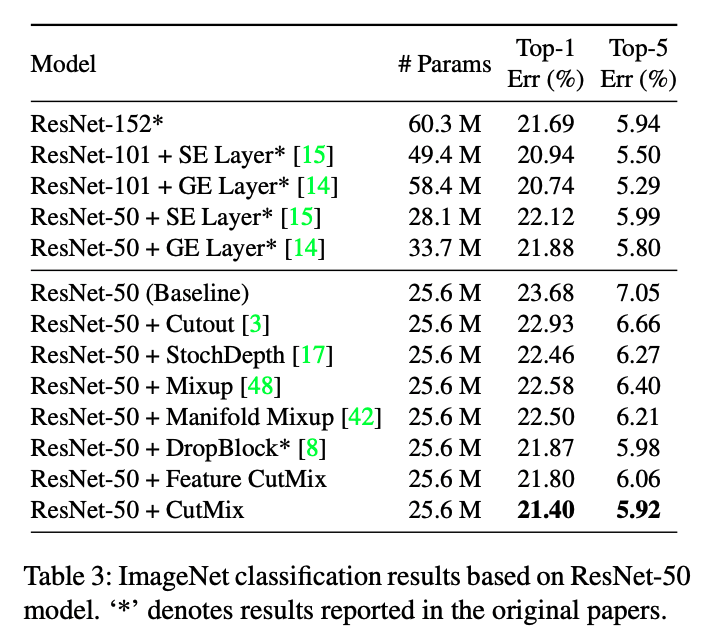 Model # Params Top-1 Err (%) Top-5 Err (%)
ResNet-152* 60.3 M 21.69 5.94
ResNet-101 + SE Layer* [15] 49.4 M 20.94 5.50
ResNet-101 + GE Layer* [14] 58.4 M 20.74 5.29
ResNet-50 + SE Layer* [15] 28.1 M 22.12 5.99
ResNet-50 + GE Layer* [14] 33.7 M 21.88 5.80
ResNet-50 (Baseline) 25.6 M 23.68 7.05
ResNet-50 + Cutout [3] 25.6 M 22.93 6.66
ResNet-50 + StochDepth [17] 25.6 M 22.46 6.27
ResNet-50 + Mixup [48] 25.6 M 22.58 6.40
ResNet-50 + Manifold Mixup [42] 25.6 M 22.50 6.21
ResNet-50 + DropBlock* [8] 25.6 M 21.87 5.98
ResNet-50 + Feature CutMix 25.6 M 21.80 6.06
ResNet-50 + CutMix 25.6 M 21.40 5.92
Table 3: ImageNet classification results based on ResNet-50
model. ‘*’ denotes results reported in the original papers.